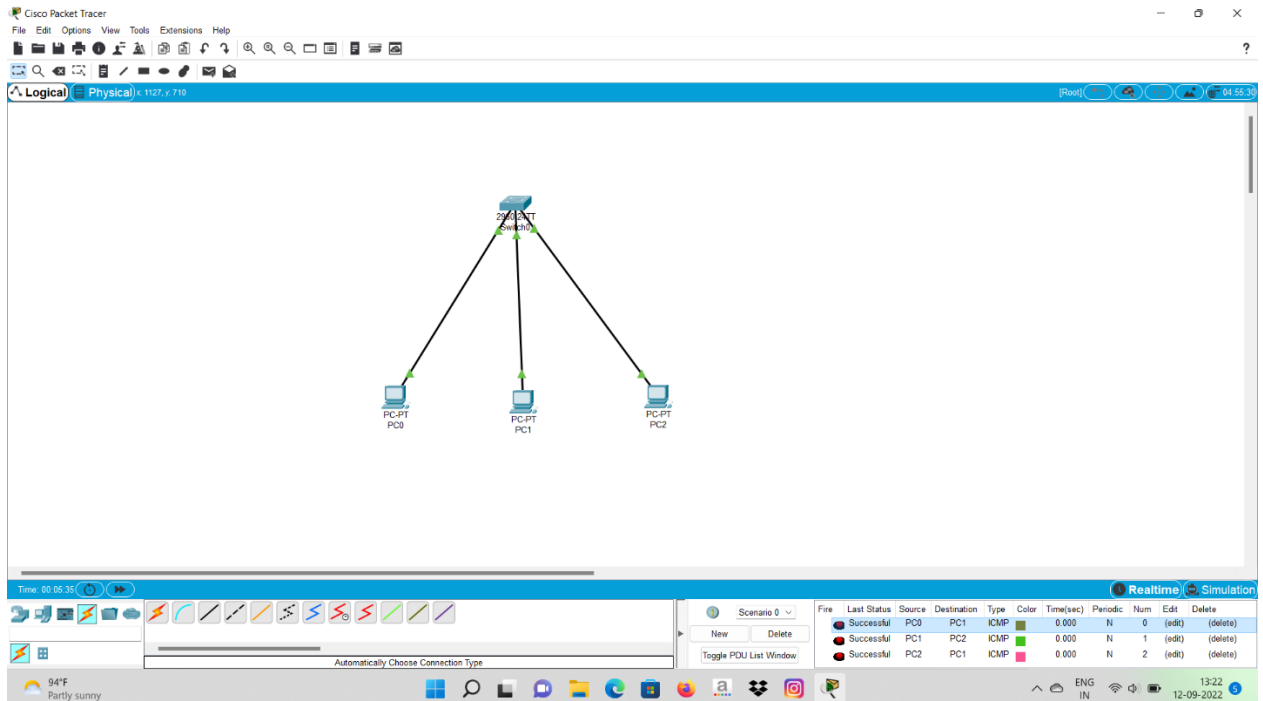 Cisco Packet Tracer
File Edit Options View Tools Extensions Help
?
Logical Physical x: 1127, y: 710 [Root] 04:55:30
2960-24TT
Switch0
PC-PT
PC0
PC-PT
PC1
PC-PT
PC2
Time: 00:05:35 Realtime Simulation
Scenario 0 Fire Last Status Source Destination Type Color Time(sec) Periodic Num Edit Delete
Successful PC0 PC1 ICMP 0.000 N 0 (edit) (delete)
New Delete Successful PC1 PC2 ICMP 0.000 N 1 (edit) (delete)
Toggle PDU List Window Successful PC2 PC1 ICMP 0.000 N 2 (edit) (delete)
Automatically Choose Connection Type
94°F
Partly sunny
a
ENG
IN
13:22
12-09-2022
5